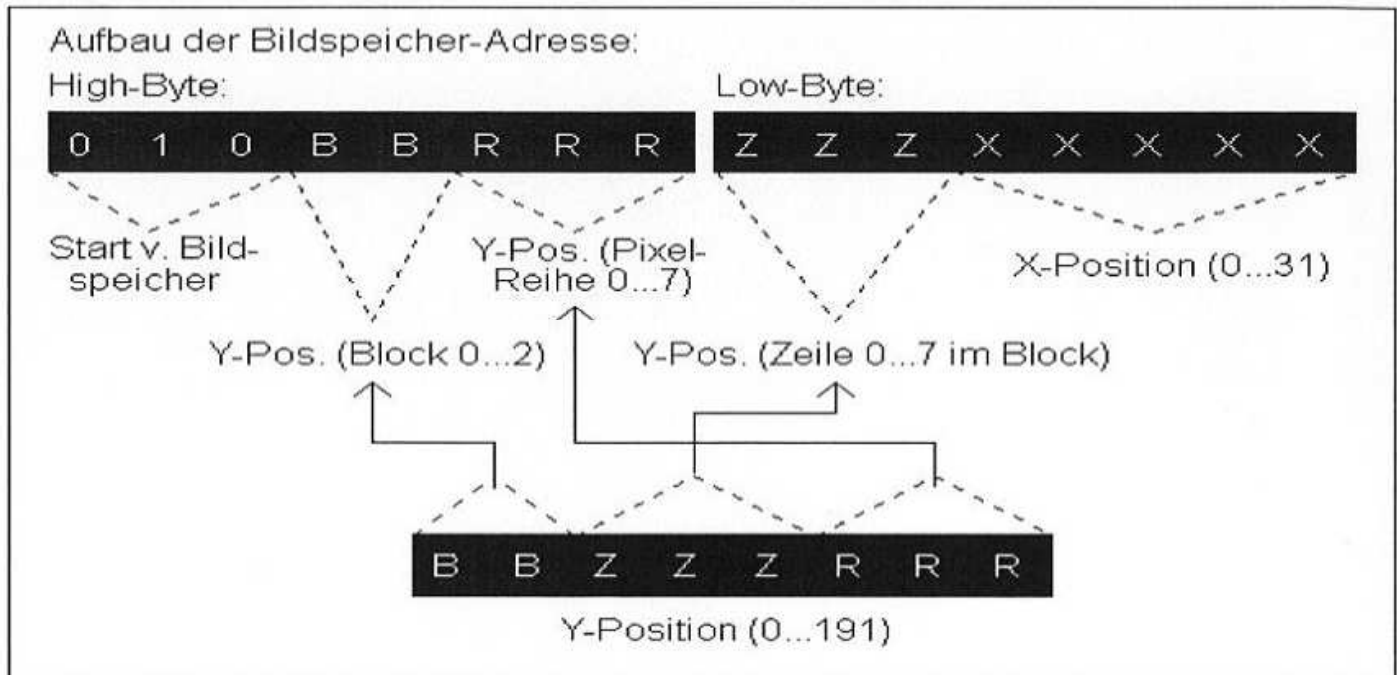 Aufbau der Bildspeicher-Adresse:
High-Byte:
Low-Byte:
0 1 0 B B R R R
Z Z Z X X X X X
Start v. Bild-
speicher
Y-Pos. (Pixel-
Reihe 0...7)
X-Position (0...31)
Y-Pos. (Block 0...2)
Y-Pos. (Zeile 0...7 im Block)
B B Z Z Z R R R
Y-Position (0...191)